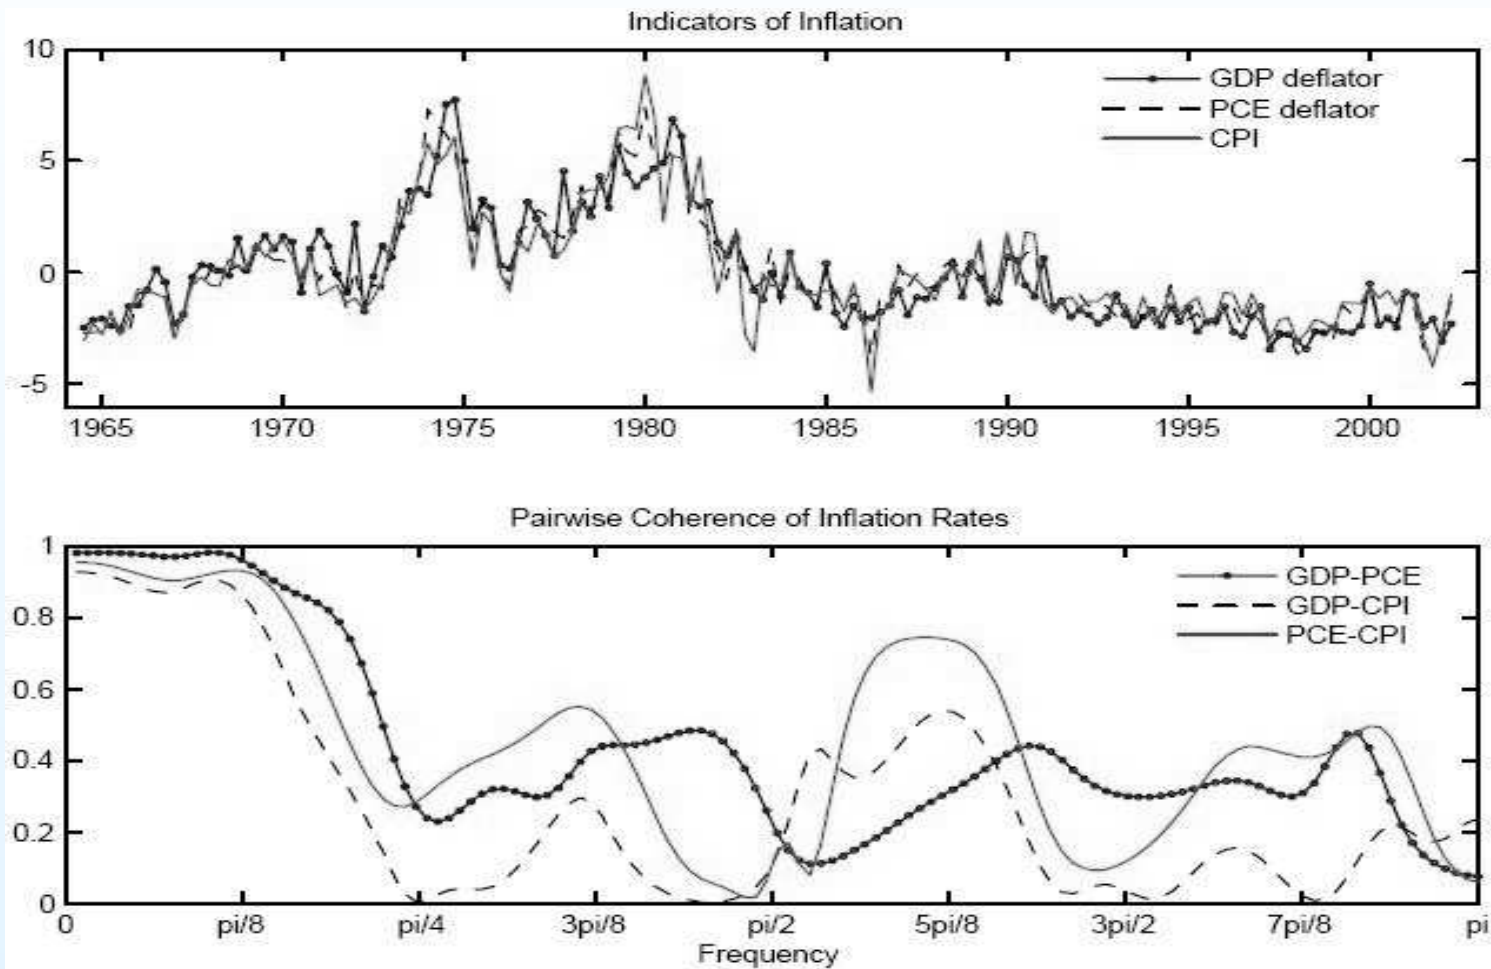 Indicators of Inflation
10
5
0
-5
GDP deflator
PCE deflator
CPI
1965 1970 1975 1980 1985 1990 1995 2000
Pairwise Coherence of Inflation Rates
1
0.8
0.6
0.4
0.2
0
GDP-PCE
GDP-CPI
PCE-CPI
0 pi/8 pi/4 3pi/8 pi/2 5pi/8 3pi/2 7pi/8 pi
Frequency